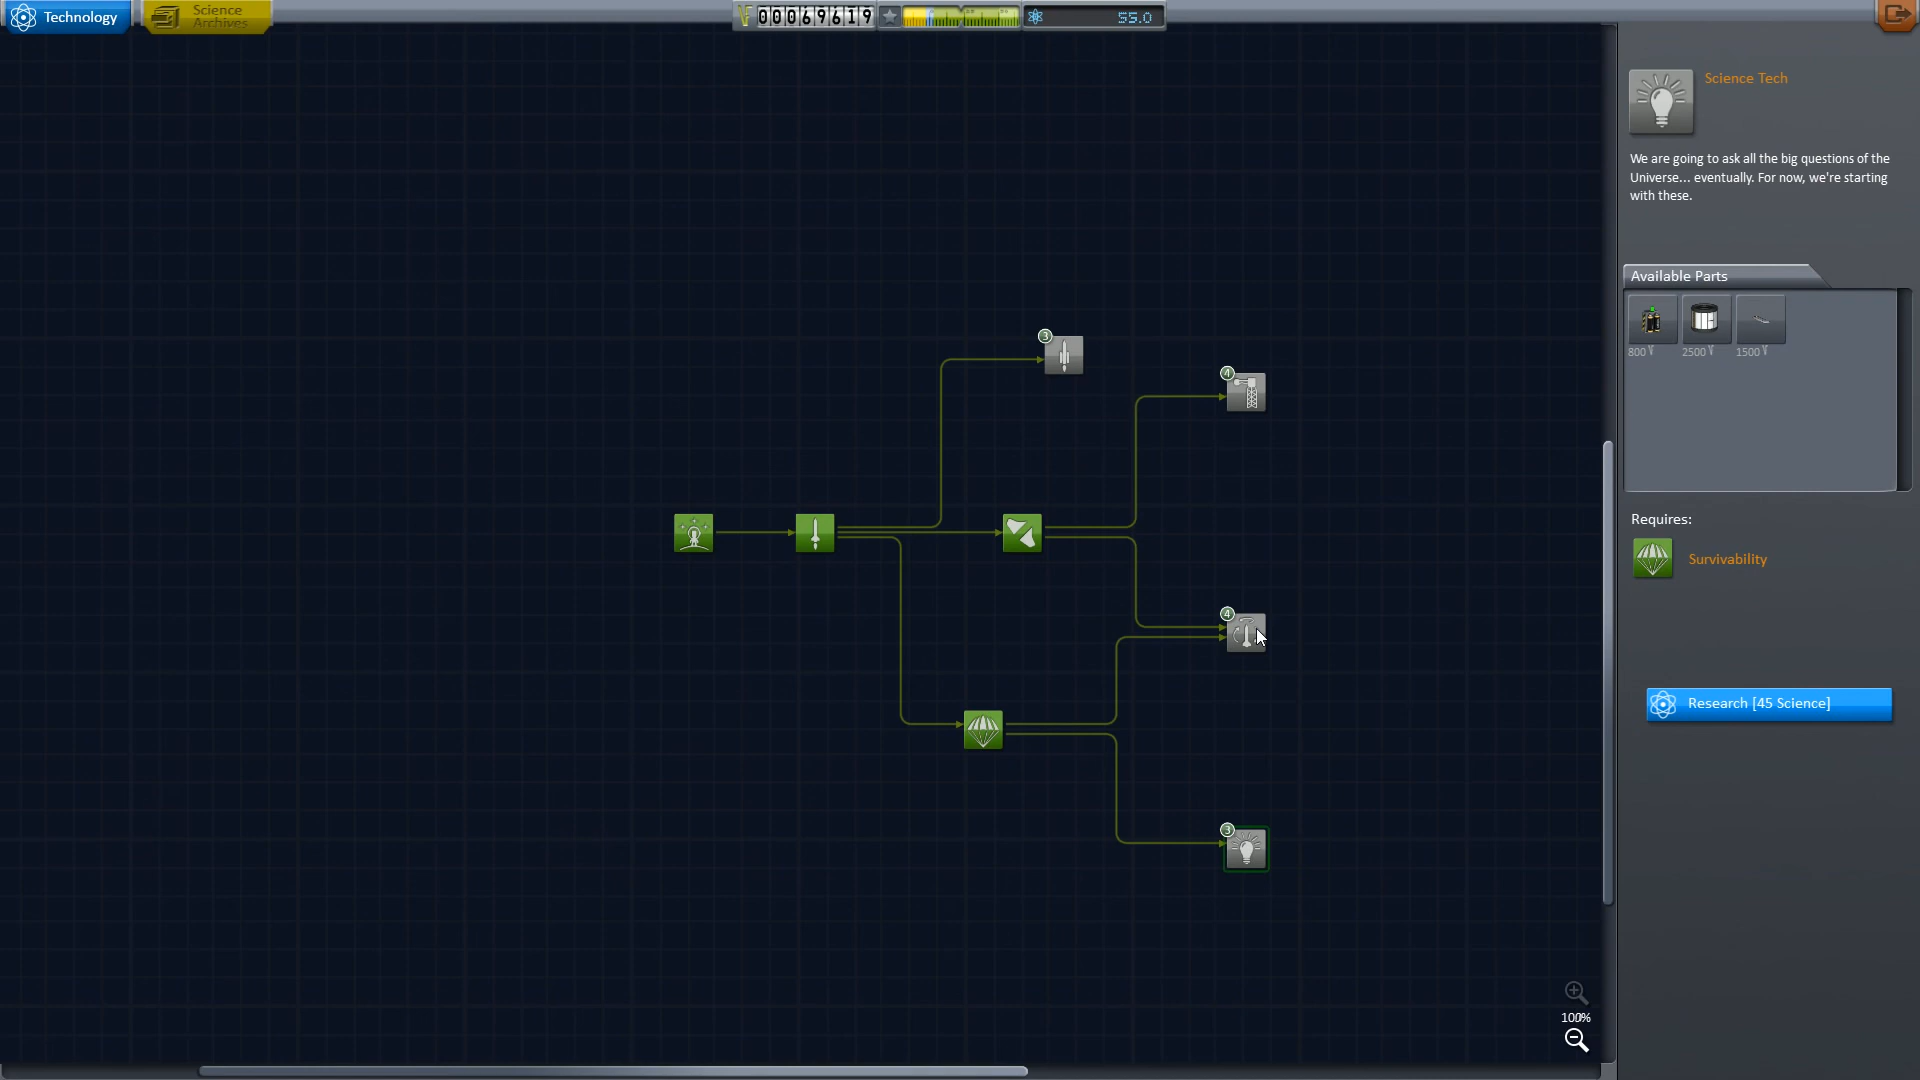 Technology
Science
Archives
00069619
55.0
Science Tech
We are going to ask all the big questions of the
Universe... eventually. For now, we're starting
with these.
Available Parts
800 2500 1500
3
4
Requires:
Survivability
4
Research [45 Science]
3
100%